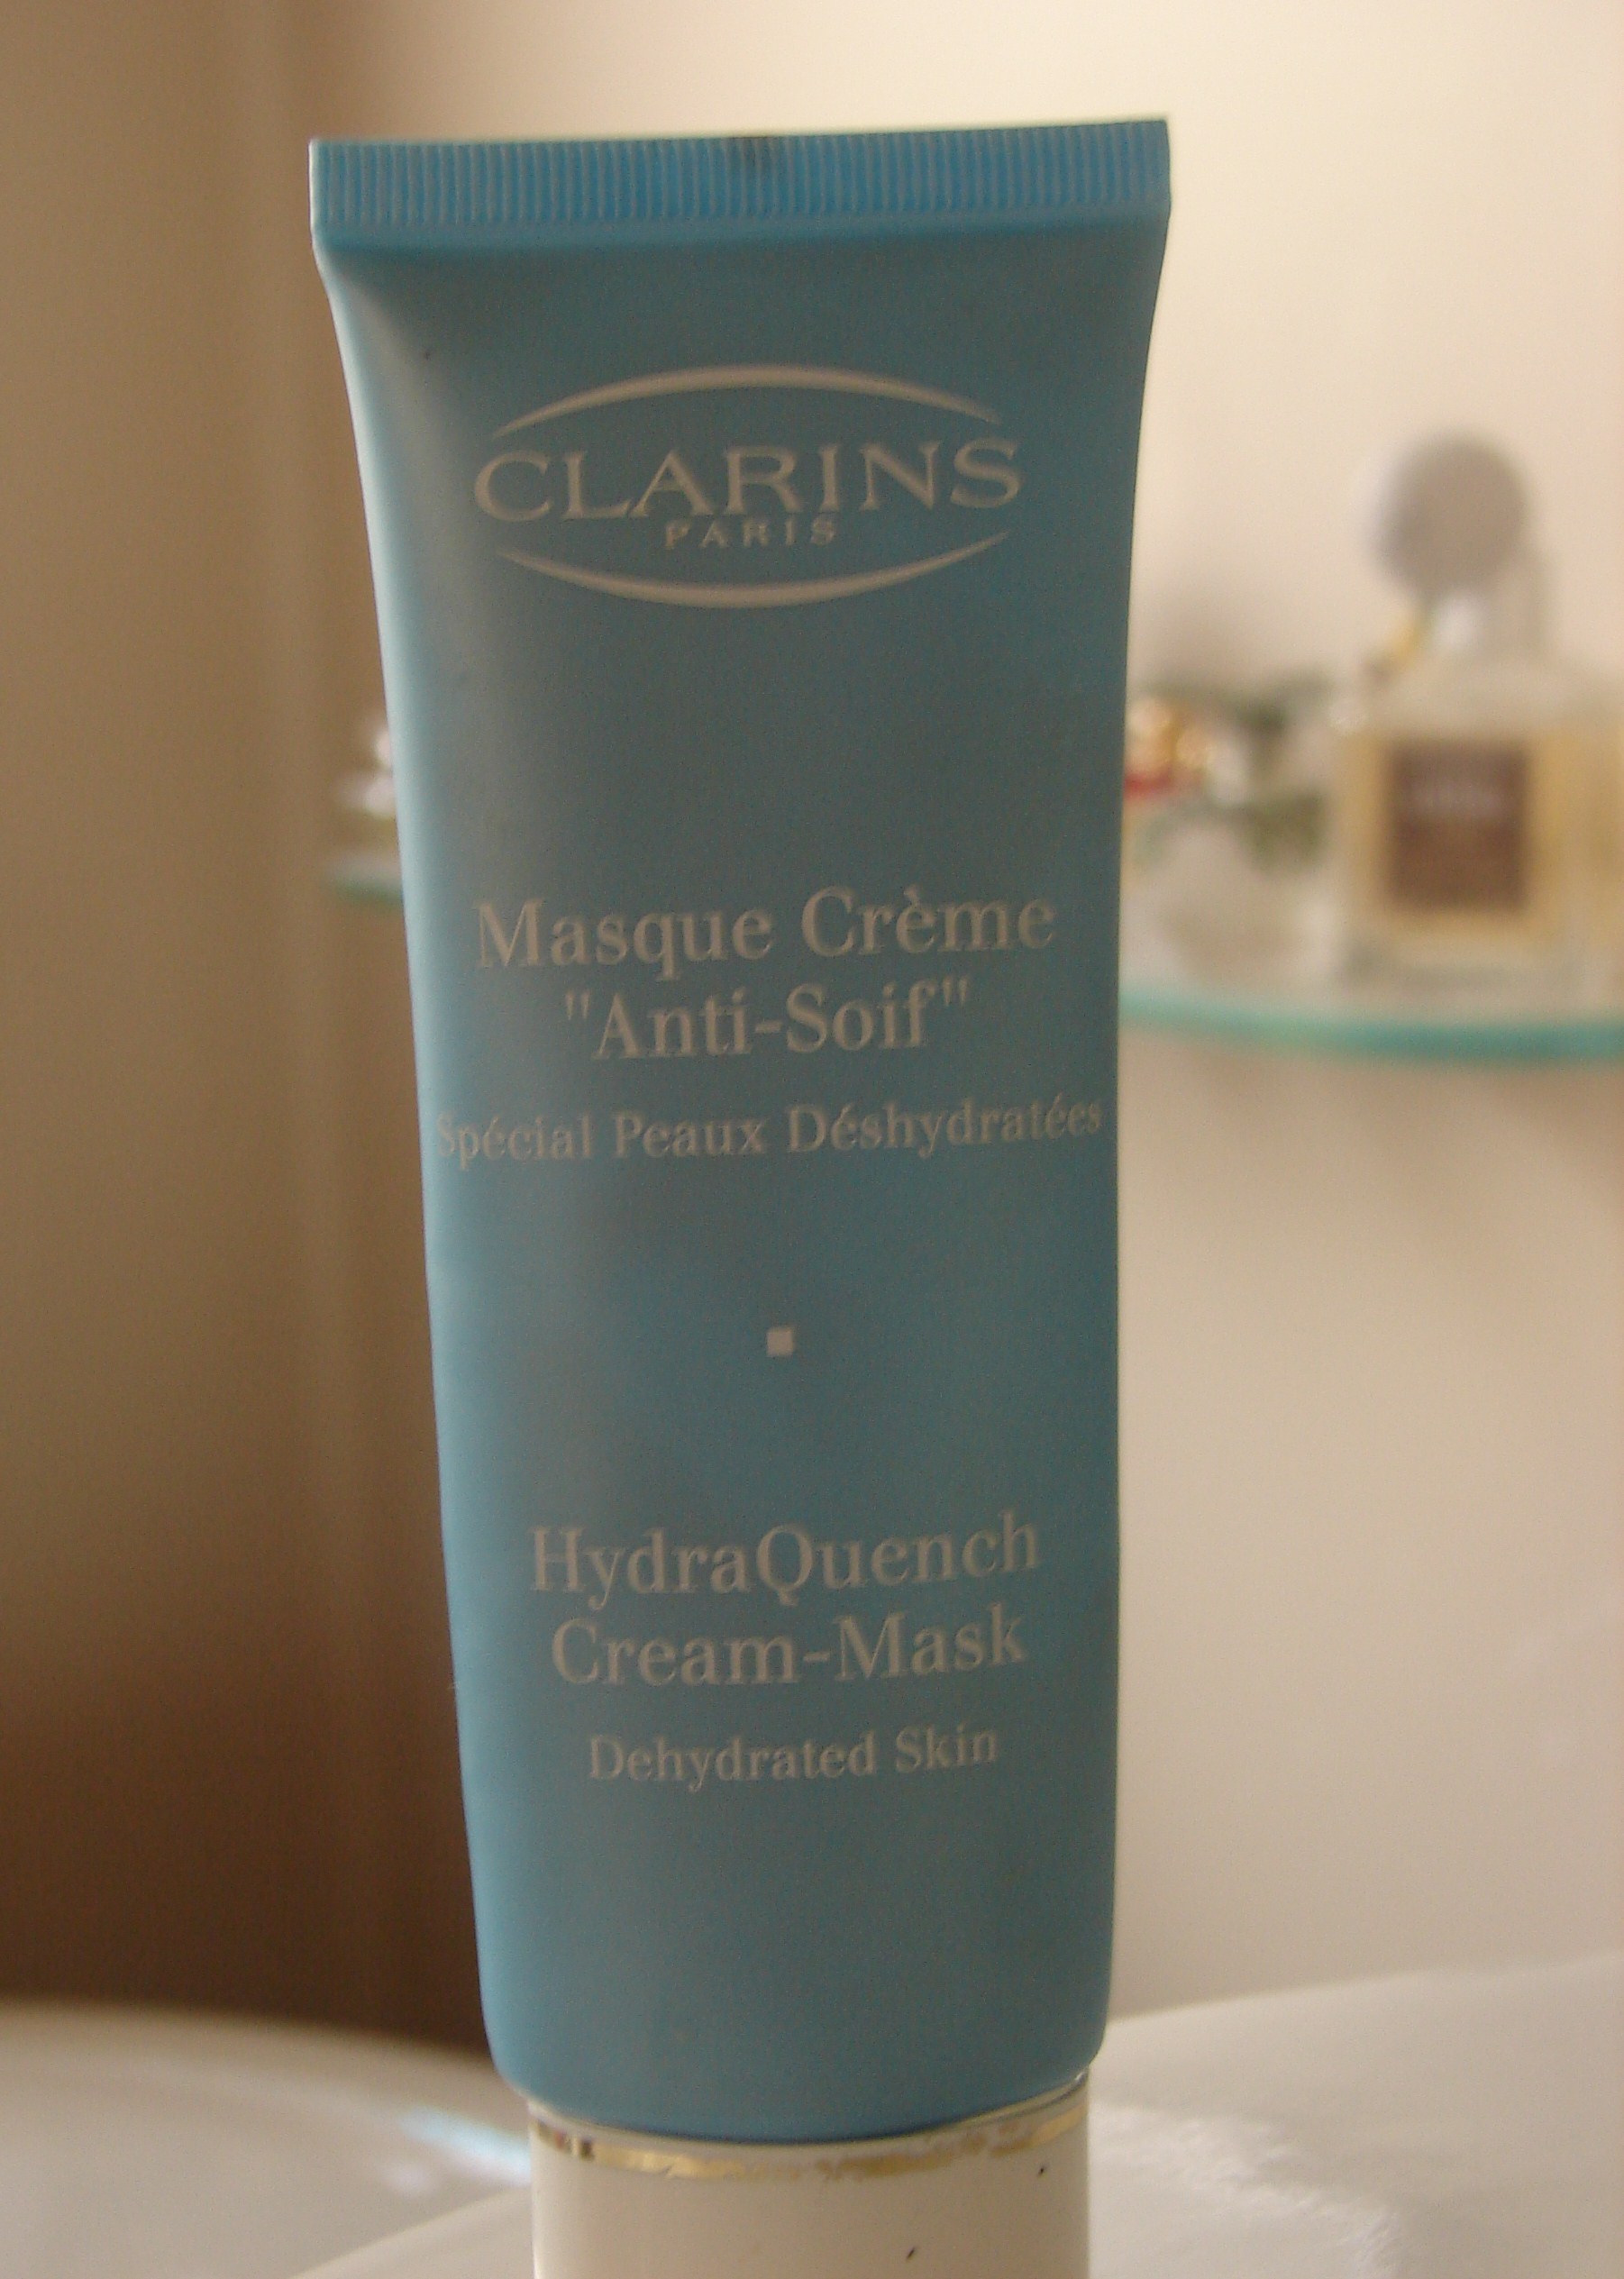 CLARINS
PARIS
Masque Crème
"Anti-Soif"
Spécial Peaux Déshydratées
HydraQuench
Cream-Mask
Dehydrated Skin